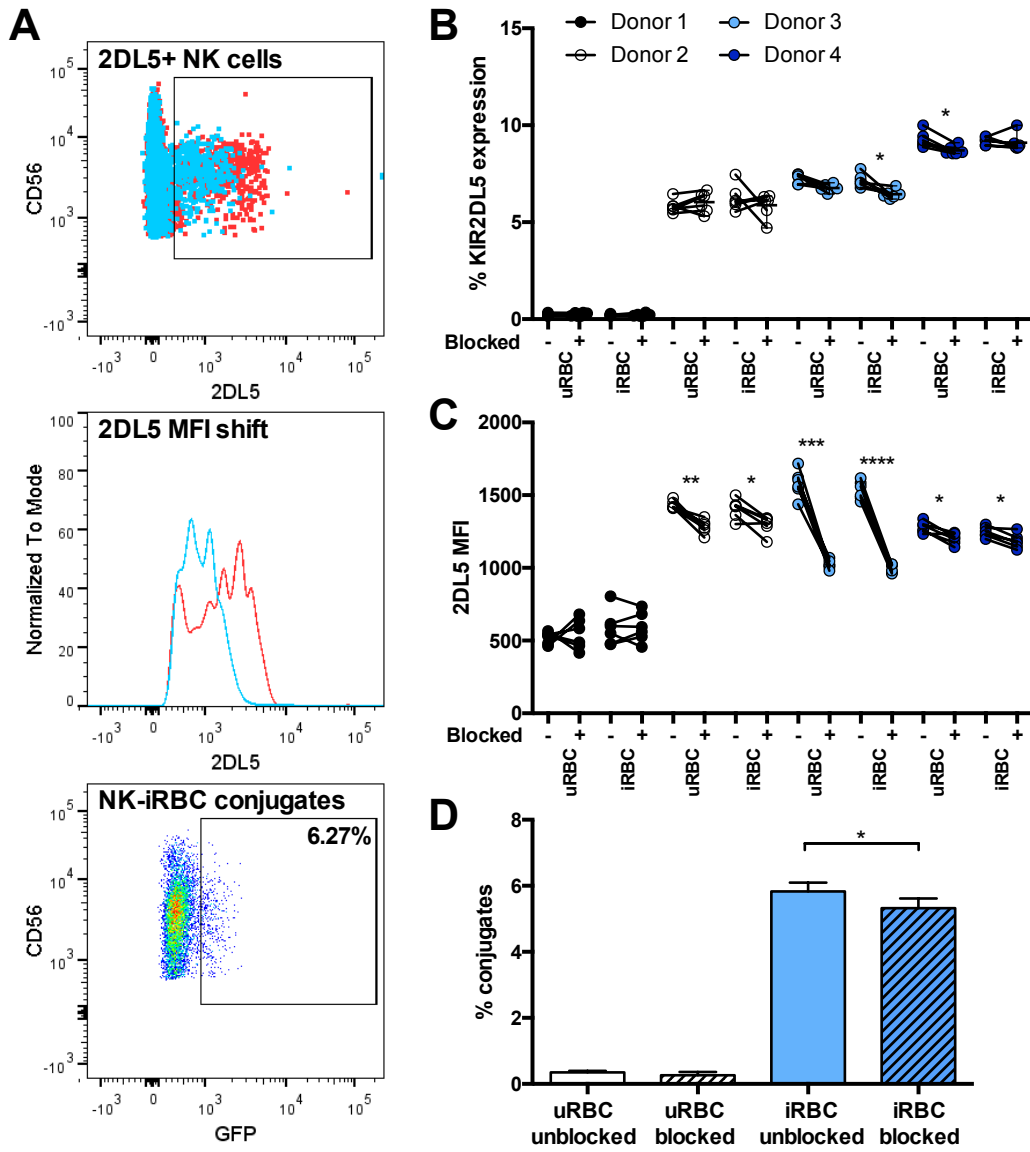 A
2DL5+ NK cells
10^5
10^4
10^3
-10^3
CD56
-10^3 0 10^3 10^4 10^5
2DL5
2DL5 MFI shift
100
80
60
40
20
0
Normalized To Mode
-10^3 0 10^3 10^4 10^5
2DL5
NK-iRBC conjugates
6.27%
10^5
10^4
10^3
-10^3
CD56
-10^3 0 10^3 10^4 10^5
GFP
B
Donor 1 Donor 3
Donor 2 Donor 4
15
10
5
0
% KIR2DL5 expression
* *
Blocked - + - + - + - + - + - + - + - +
uRBC iRBC uRBC iRBC uRBC iRBC uRBC iRBC
C
2000
1500
1000
500
0
2DL5 MFI
** * *** **** * *
Blocked - + - + - + - + - + - + - + - +
uRBC iRBC uRBC iRBC uRBC iRBC uRBC iRBC
D
8
6
4
2
0
% conjugates
*
uRBC uRBC iRBC iRBC
unblocked blocked unblocked blocked